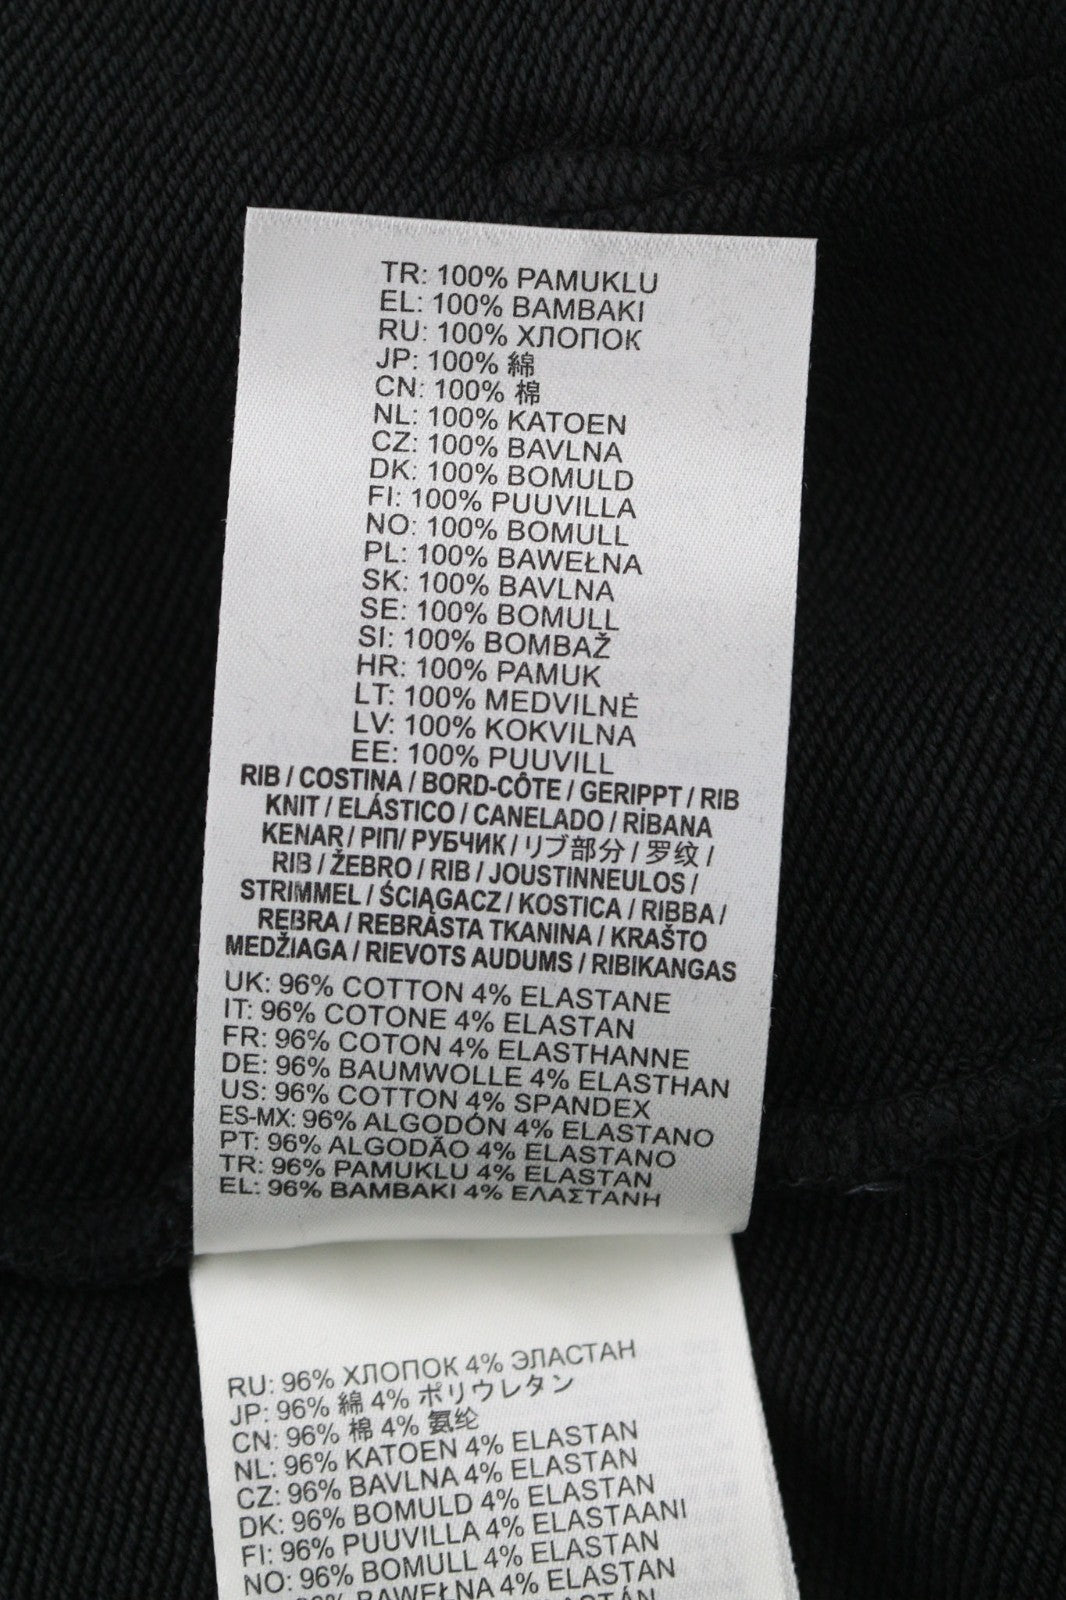 TR: 100% PAMUKLU
EL: 100% BAMBAKI
RU: 100% ХЛОПОК
JP: 100% 綿
CN: 100% 棉
NL: 100% KATOEN
CZ: 100% BAVLNA
DK: 100% BOMULD
FI: 100% PUUVILLA
NO: 100% BOMULL
PL: 100% BAWEŁNA
SK: 100% BAVLNA
SE: 100% BOMULL
SI: 100% BOMBAŽ
HR: 100% PAMUK
LT: 100% MEDVILNĖ
LV: 100% KOKVILNA
EE: 100% PUUVILL
RIB / COSTINA / BORD-CÔTE / GERIPPT / RIB
KNIT / ELÁSTICO / CANELADO / RİBANA
KENAR / ΡΙΠ/ РУБЧИК / リブ部分 / 罗纹 /
RIB / ŽEBRO / RIB / JOUSTINNEULOS /
STRIMMEL / ŚCIĄGACZ / KOSTICA / RIBBA /
REBRA / REBRASTA TKANINA / KRAŠTO
MEDŽIAGA / RIEVOTS AUDUMS / RIBIKANGAS
UK: 96% COTTON 4% ELASTANE
IT: 96% COTONE 4% ELASTAN
FR: 96% COTON 4% ELASTHANNE
DE: 96% BAUMWOLLE 4% ELASTHAN
US: 96% COTTON 4% SPANDEX
ES-MX: 96% ALGODÓN 4% ELASTANO
PT: 96% ALGODÃO 4% ELASTANO
TR: 96% PAMUKLU 4% ELASTAN
EL: 96% BAMBAKI 4% ΕΛΑΣΤΑΝΗ
RU: 96% ХЛОПОК 4% ЭЛАСТАН
JP: 96% 綿 4% ポリウレタン
CN: 96% 棉 4% 氨纶
NL: 96% KATOEN 4% ELASTAN
CZ: 96% BAVLNA 4% ELASTAN
DK: 96% BOMULD 4% ELASTAN
FI: 96% PUUVILLA 4% ELASTAANI
NO: 96% BOMULL 4% ELASTAN
BAWEŁNA 4% ELASTAN